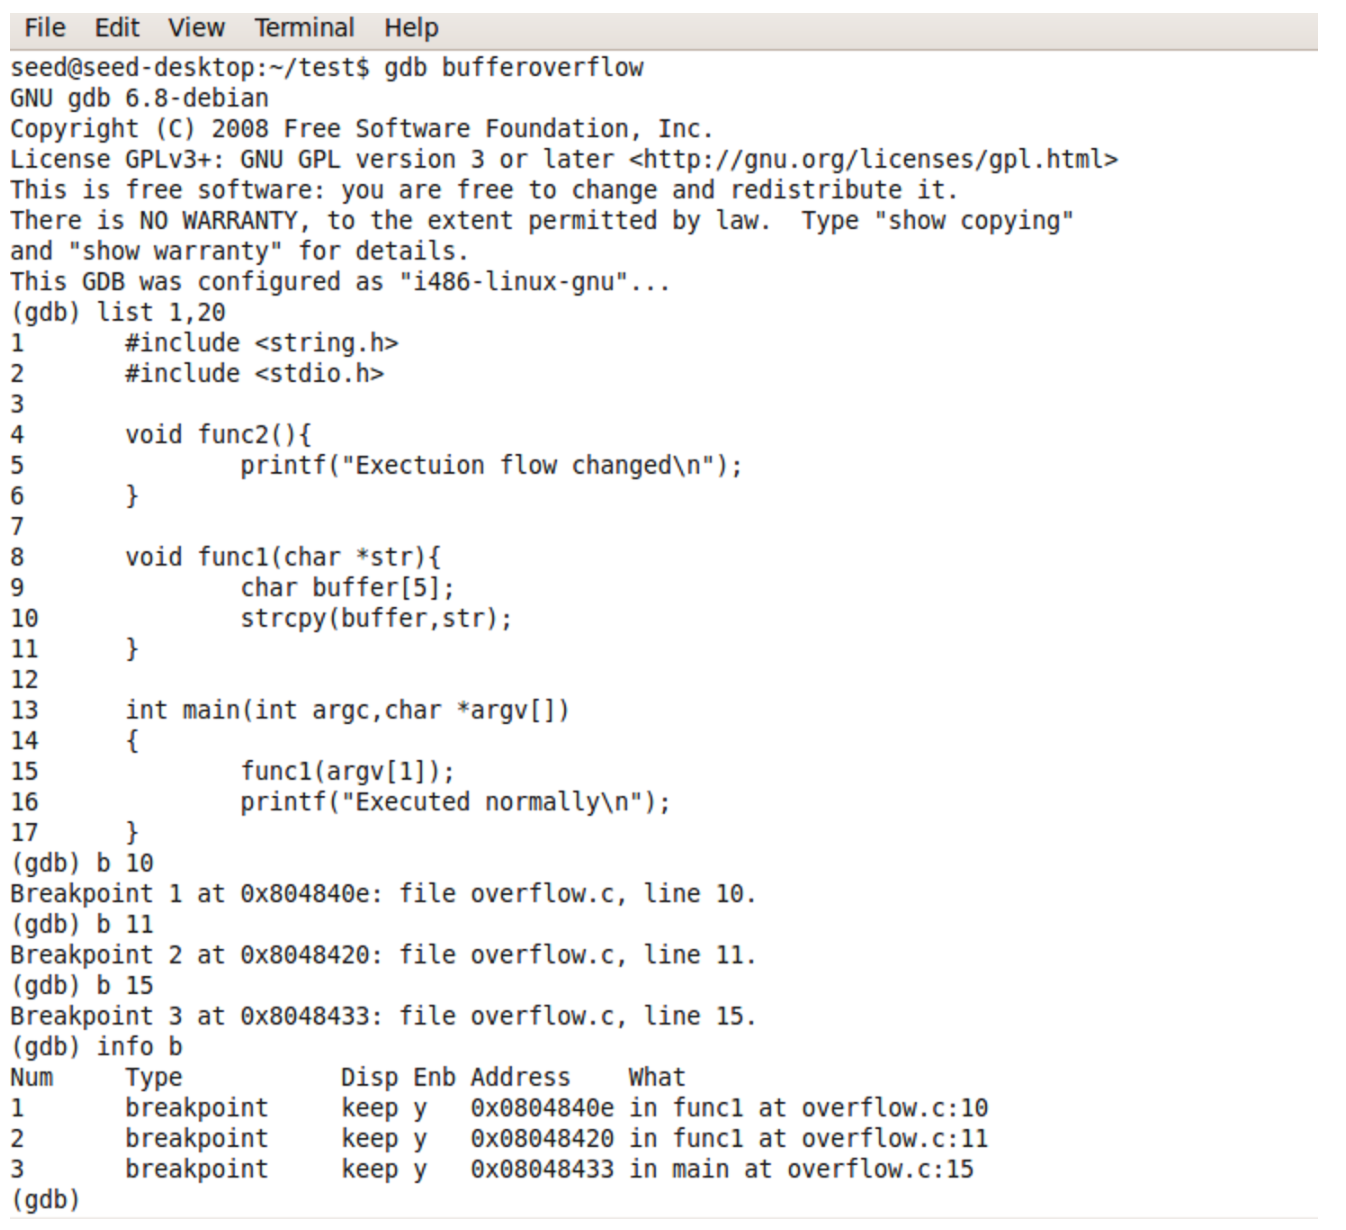 File Edit View Terminal Help
seed@seed-desktop:~/test$ gdb bufferoverflow
GNU gdb 6.8-debian
Copyright (C) 2008 Free Software Foundation, Inc.
License GPLv3+: GNU GPL version 3 or later <http://gnu.org/licenses/gpl.html>
This is free software: you are free to change and redistribute it.
There is NO WARRANTY, to the extent permitted by law.  Type "show copying"
and "show warranty" for details.
This GDB was configured as "i486-linux-gnu"...
(gdb) list 1,20
1       #include <string.h>
2       #include <stdio.h>
3
4       void func2(){
5               printf("Exectuion flow changed\n");
6       }
7
8       void func1(char *str){
9               char buffer[5];
10              strcpy(buffer,str);
11      }
12
13      int main(int argc,char *argv[])
14      {
15              func1(argv[1]);
16              printf("Executed normally\n");
17      }
(gdb) b 10
Breakpoint 1 at 0x804840e: file overflow.c, line 10.
(gdb) b 11
Breakpoint 2 at 0x8048420: file overflow.c, line 11.
(gdb) b 15
Breakpoint 3 at 0x8048433: file overflow.c, line 15.
(gdb) info b
Num     Type           Disp Enb Address    What
1       breakpoint     keep y   0x0804840e in func1 at overflow.c:10
2       breakpoint     keep y   0x08048420 in func1 at overflow.c:11
3       breakpoint     keep y   0x08048433 in main at overflow.c:15
(gdb)